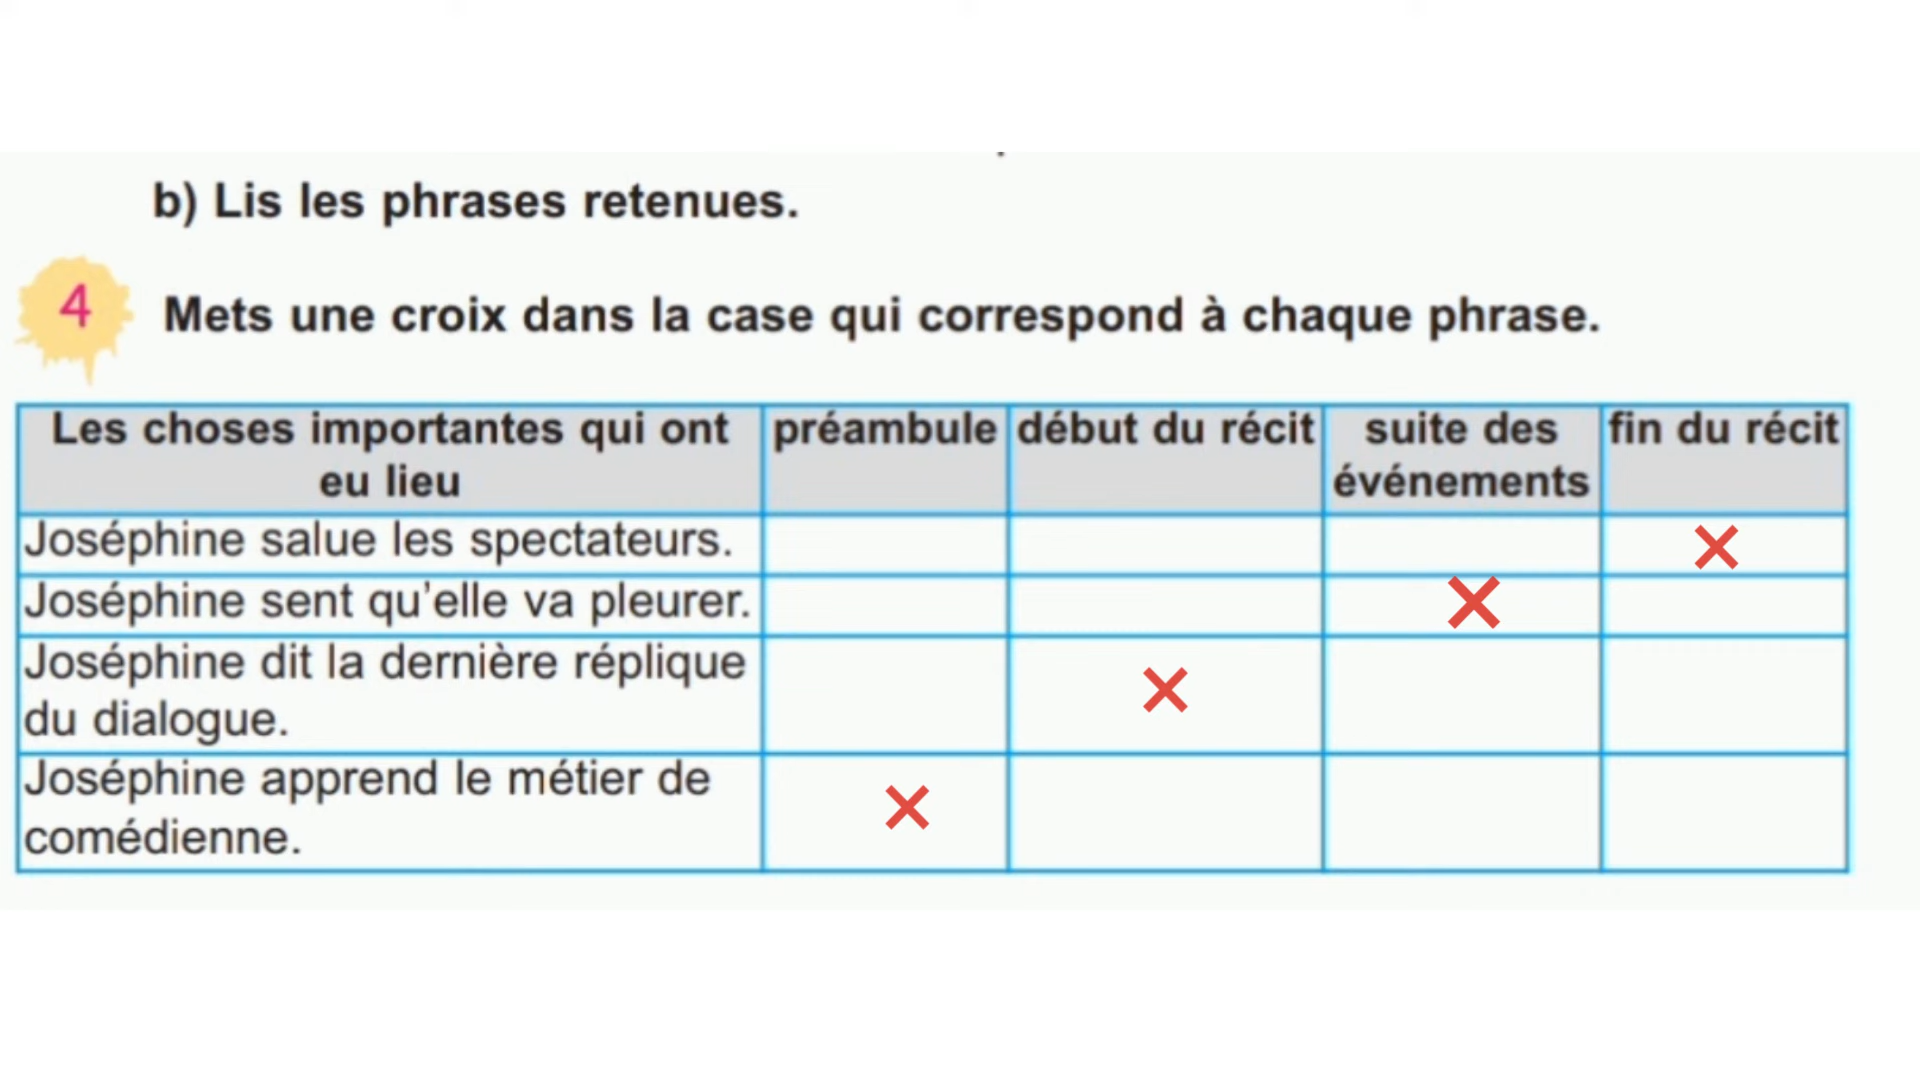 b) Lis les phrases retenues.
4 Mets une croix dans la case qui correspond à chaque phrase.
Les choses importantes qui ont eu lieu | préambule | début du récit | suite des événements | fin du récit
Joséphine salue les spectateurs. | | | | ×
Joséphine sent qu’elle va pleurer. | | | × |
Joséphine dit la dernière réplique
du dialogue. | | × | |
Joséphine apprend le métier de
comédienne. | × | | |